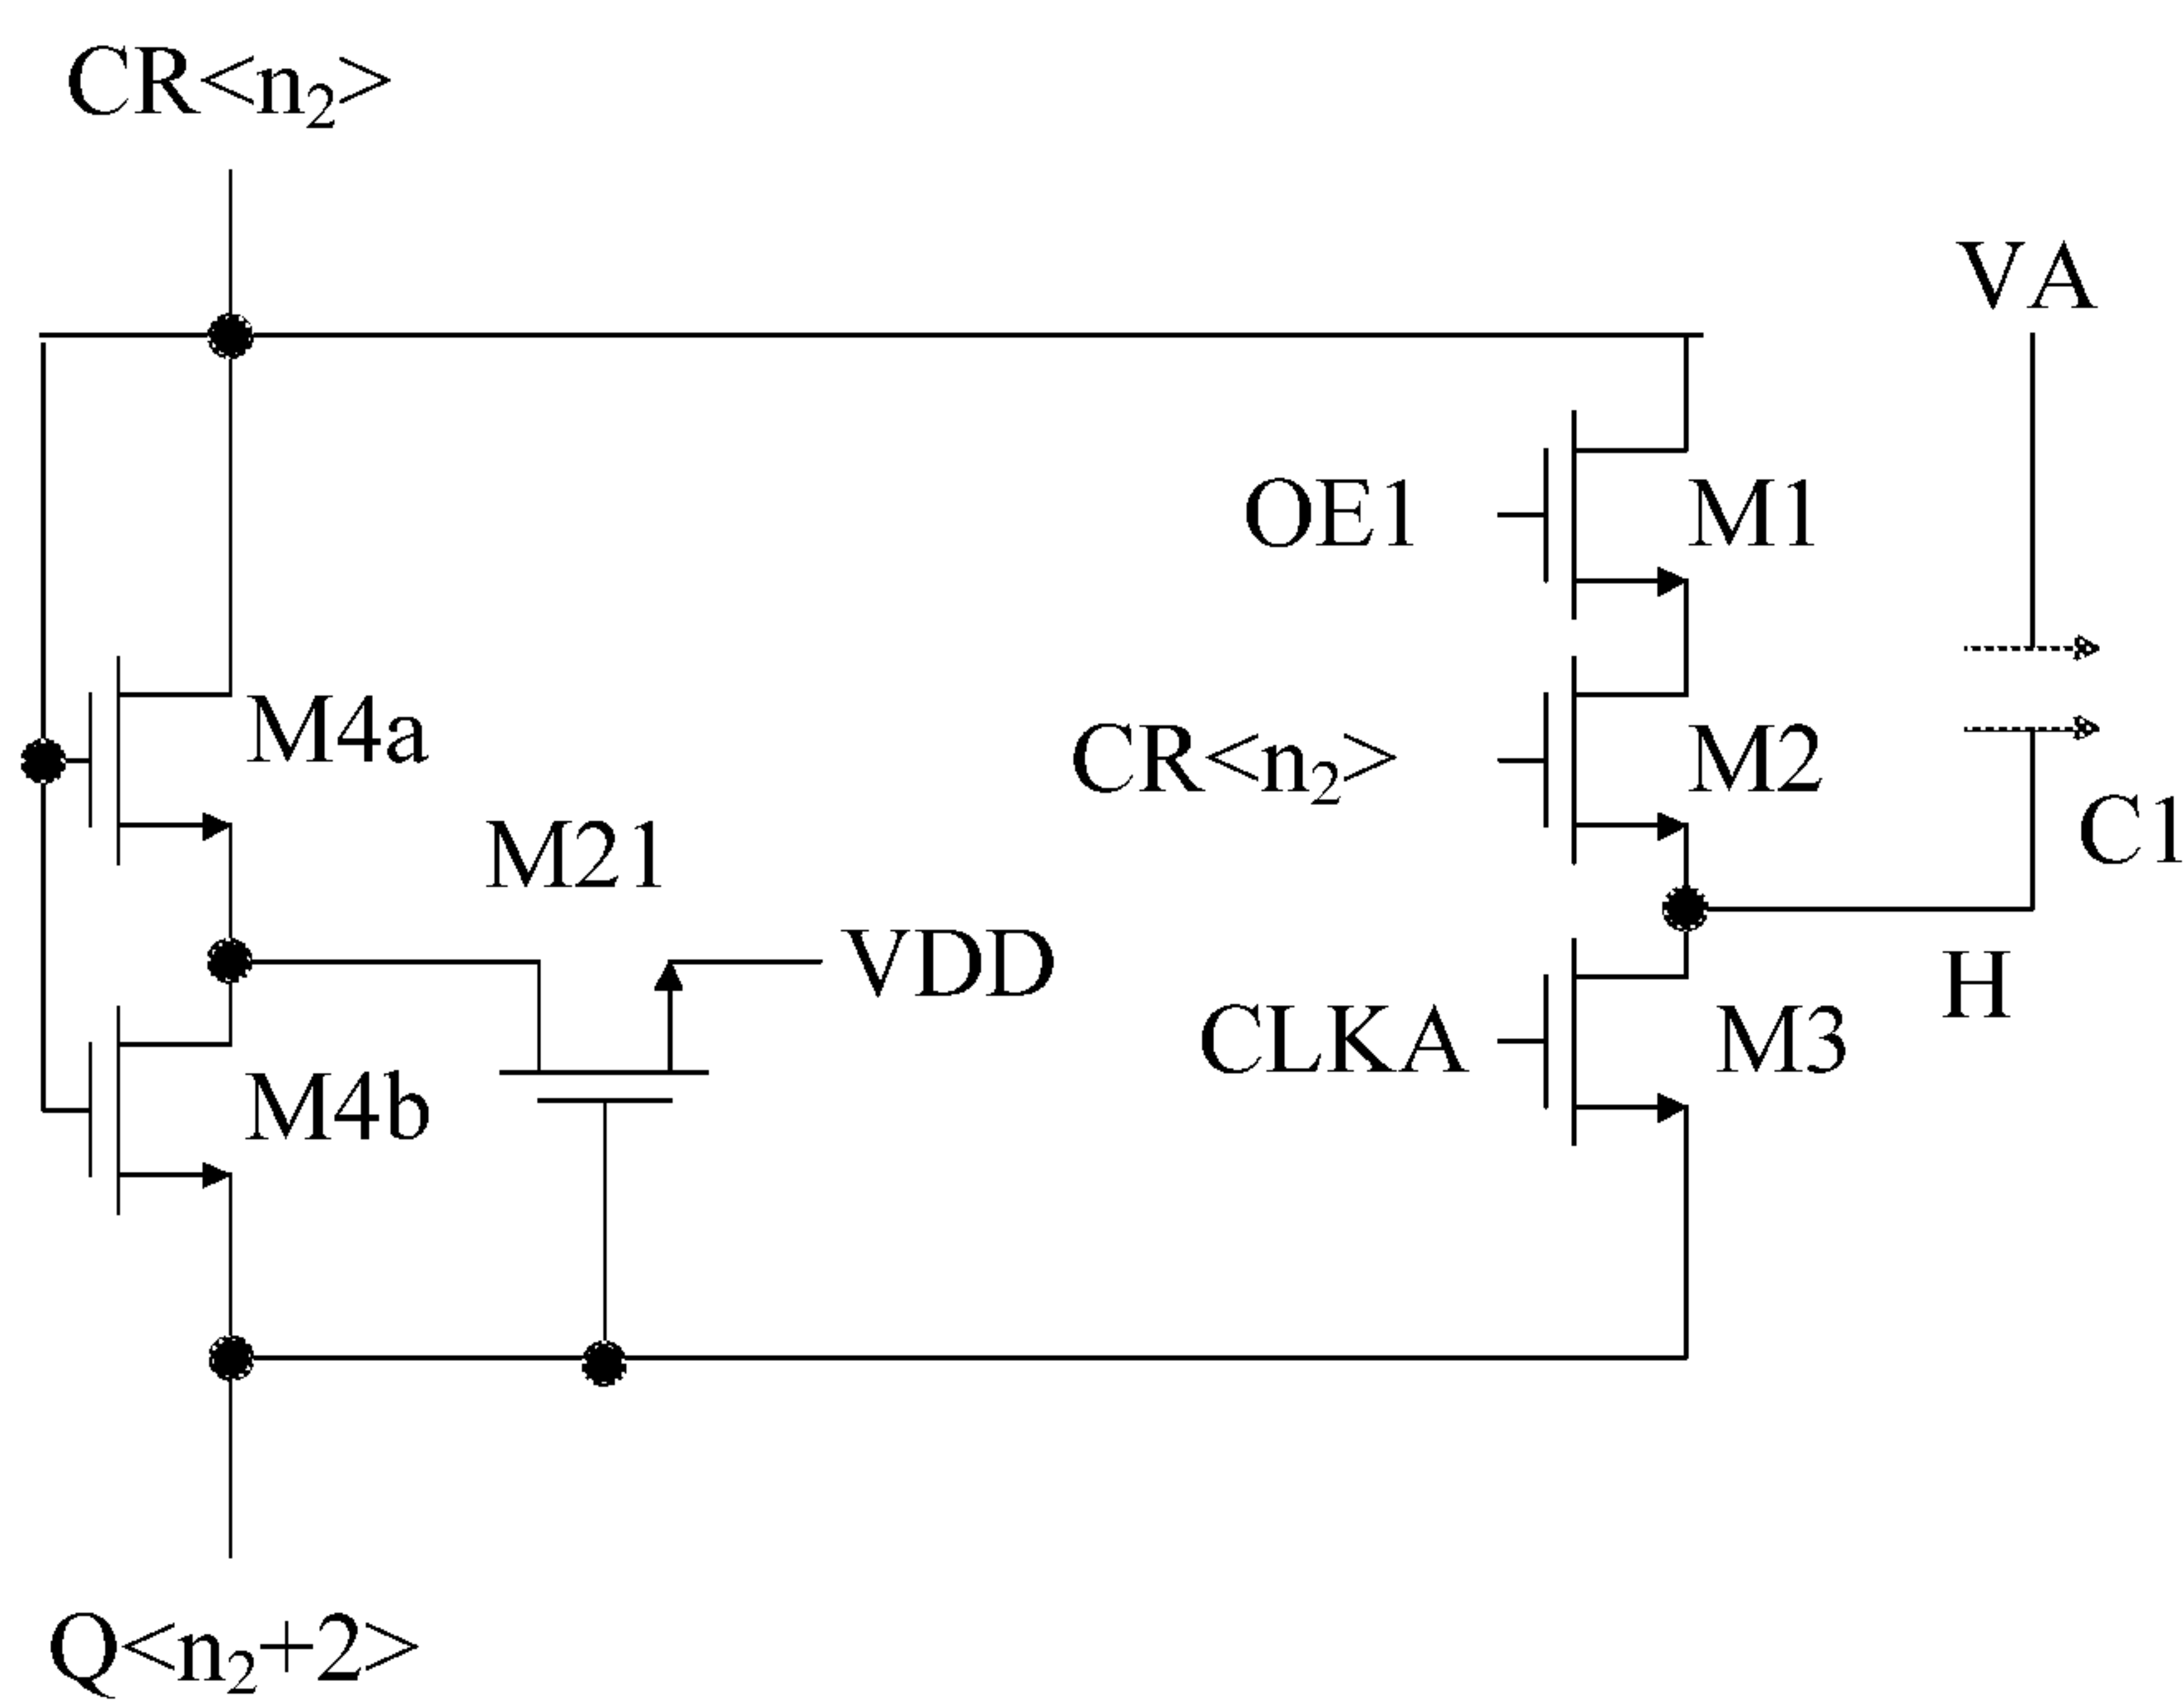 CR<n₂>
VA
OE1
M1
M4a
CR<n₂>
M2
M21
C1
VDD
H
CLKA
M3
M4b
Q<n₂+2>